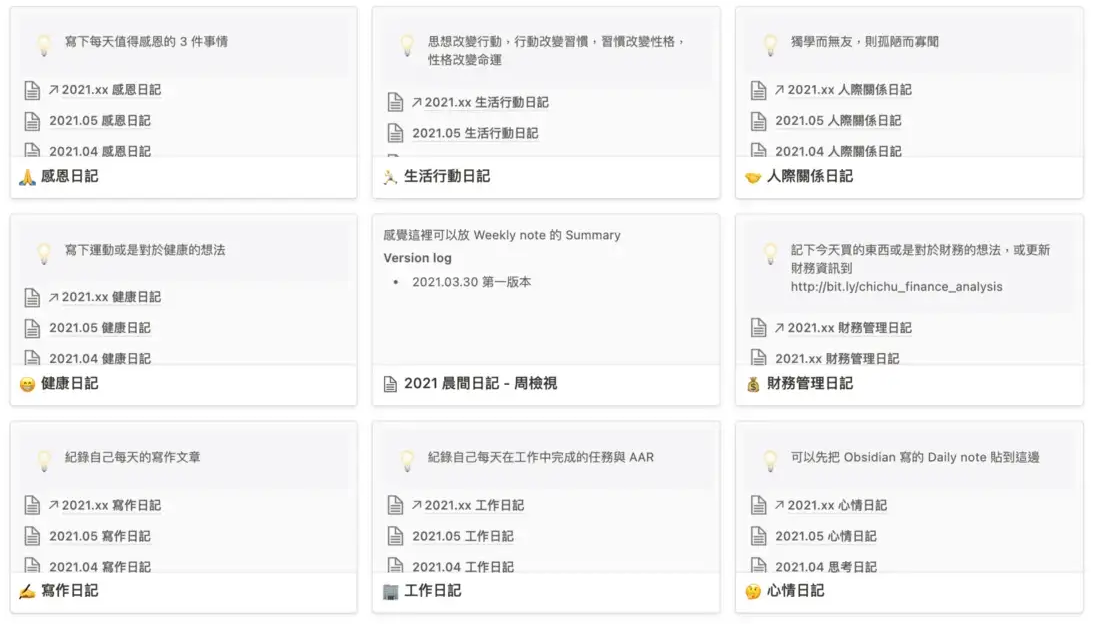 寫下每天值得感恩的 3 件事情
2021.xx 感恩日記
2021.05 感恩日記
2021.04 感恩日記
感恩日記
思想改變行動，行動改變習慣，習慣改變性格，
性格改變命運
2021.xx 生活行動日記
2021.05 生活行動日記
生活行動日記
獨學而無友，則孤陋而寡聞
2021.xx 人際關係日記
2021.05 人際關係日記
2021.04 人際關係日記
人際關係日記
寫下運動或是對於健康的想法
2021.xx 健康日記
2021.05 健康日記
2021.04 健康日記
健康日記
感覺這裡可以放 Weekly note 的 Summary
Version log
• 2021.03.30 第一版本
2021 晨間日記 - 周檢視
記下今天買的東西或是對於財務的想法，或更新
財務資訊到
http://bit.ly/chichu_finance_analysis
2021.xx 財務管理日記
2021.xx 財務管理日記
財務管理日記
紀錄自己每天的寫作文章
2021.xx 寫作日記
2021.05 寫作日記
2021.04 寫作日記
寫作日記
紀錄自己每天在工作中完成的任務與 AAR
2021.xx 工作日記
2021.05 工作日記
2021.04 工作日記
工作日記
可以先把 Obsidian 寫的 Daily note 貼到這邊
2021.xx 心情日記
2021.05 心情日記
2021.04 思考日記
心情日記